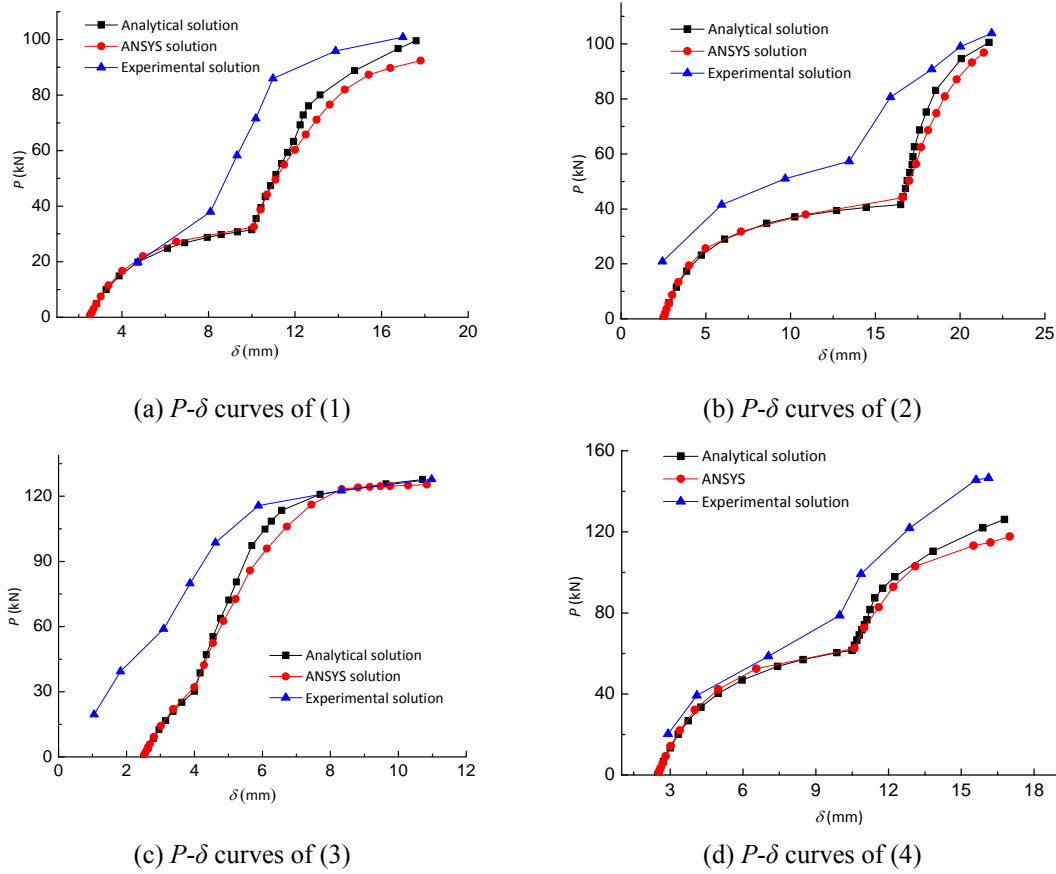 Analytical solution
ANSYS solution
Experimental solution
100
80
60
40
20
0
P (kN)
4
8
12
16
20
δ (mm)
(a) P-δ curves of (1)
Analytical solution
ANSYS solution
Experimental solution
120
100
80
60
40
20
0
P (kN)
0
5
10
15
20
25
δ (mm)
(b) P-δ curves of (2)
120
90
60
30
0
P (kN)
Analytical solution
ANSYS solution
Experimental solution
0
2
4
6
8
10
12
δ (mm)
(c) P-δ curves of (3)
160
120
80
40
0
P (kN)
Analytical solution
ANSYS
Experimental solution
3
6
9
12
15
18
δ (mm)
(d) P-δ curves of (4)